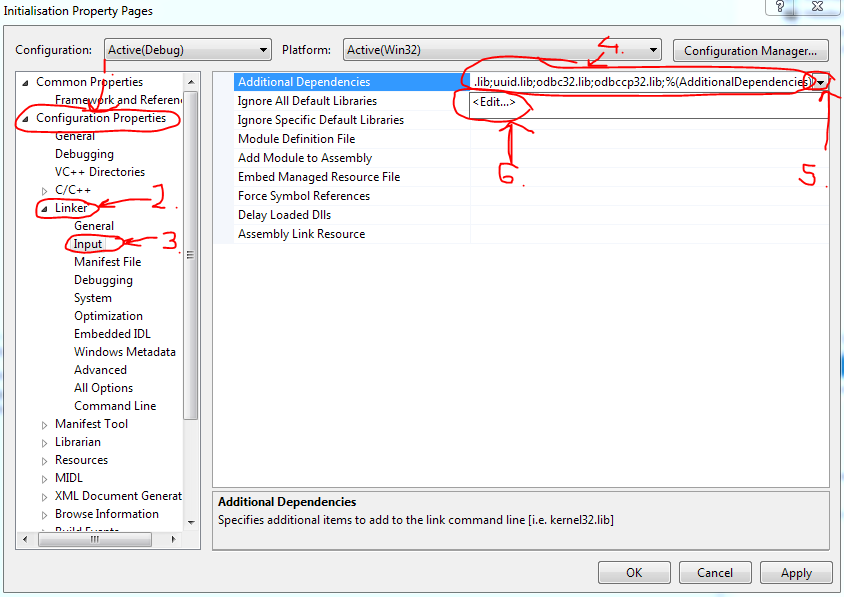 Initialisation Property Pages
?
Configuration: Active(Debug) Platform: Active(Win32) Configuration Manager...
4.
Common Properties
Framework and Referen
Configuration Properties
General
Debugging
VC++ Directories
C/C++
Linker
2.
General
Input
3.
Manifest File
Debugging
System
Optimization
Embedded IDL
Windows Metadata
Advanced
All Options
Command Line
Manifest Tool
Librarian
Resources
MIDL
XML Document Generat
Browse Information
Build Events
Additional Dependencies .lib;uuid.lib;odbc32.lib;odbccp32.lib;%(AdditionalDependencies)
Ignore All Default Libraries <Edit...>
Ignore Specific Default Libraries
Module Definition File
Add Module to Assembly
Embed Managed Resource File
Force Symbol References
Delay Loaded Dlls
Assembly Link Resource
6.
5.
Additional Dependencies
Specifies additional items to add to the link command line [i.e. kernel32.lib]
OK Cancel Apply